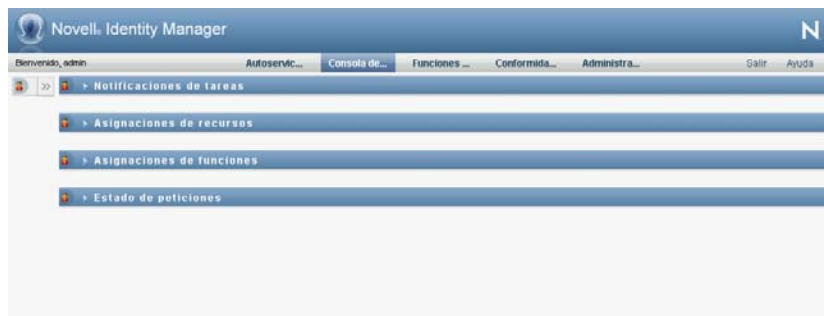 Novell® Identity Manager
N
Bienvenido, admin Autoservic... Consola de... Funciones ... Conformida... Administra... Salir Ayuda
Notificaciones de tareas
Asignaciones de recursos
Asignaciones de funciones
Estado de peticiones